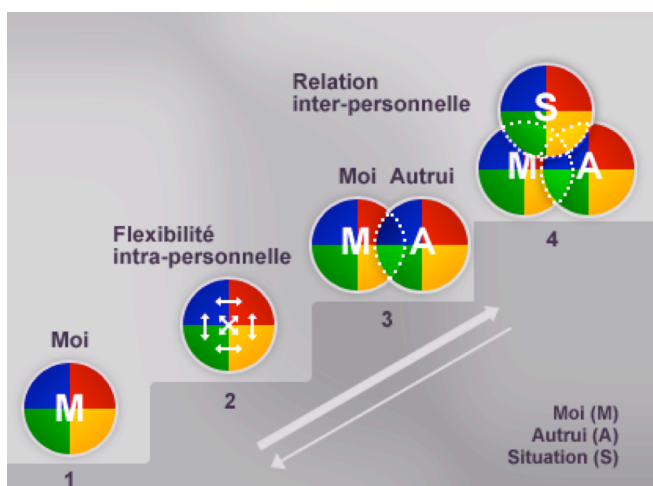 Relation
inter-personnelle
S
M A
4
Moi Autrui
M A
3
Flexibilité
intra-personnelle
2
Moi
M
1
Moi (M)
Autrui (A)
Situation (S)